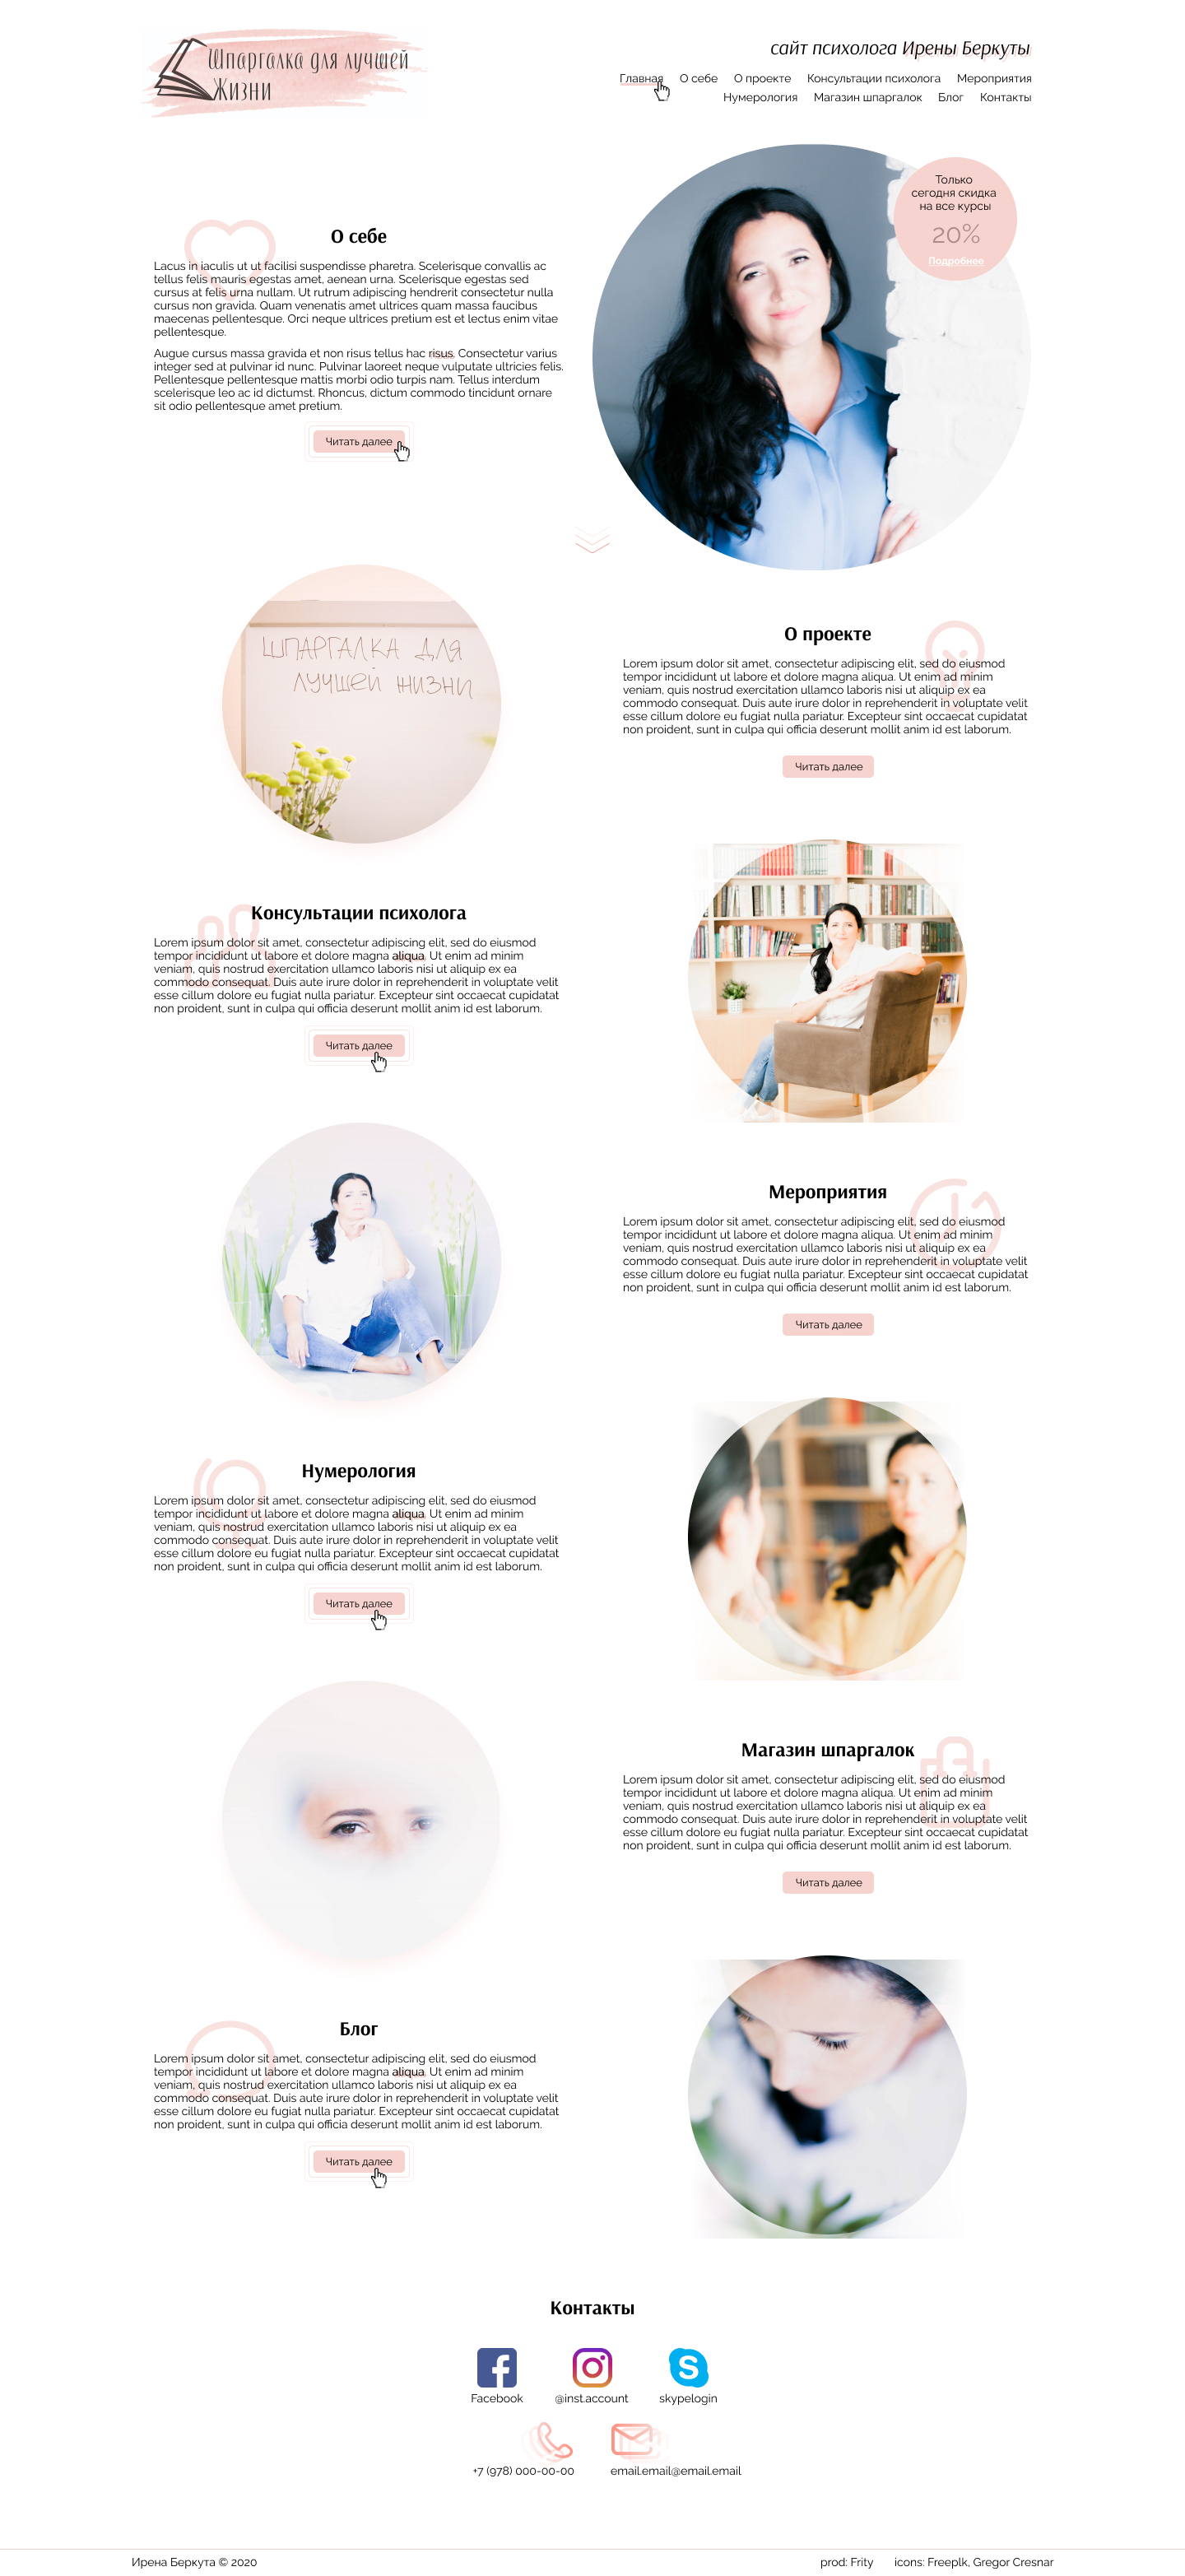 Шпаргалка для лучшей
Жизни
сайт психолога Ирены Беркуты
Главная О себе О проекте Консультации психолога Мероприятия
Нумерология Магазин шпаргалок Блог Контакты
Только
сегодня скидка
на все курсы
20%
Подробнее
О себе
Lacus in iaculis ut ut facilisi suspendisse pharetra. Scelerisque convallis ac
tellus felis mauris egestas amet, aenean urna. Scelerisque egestas sed
cursus at felis urna nullam. Ut rutrum adipiscing hendrerit consectetur nulla
cursus non gravida. Quam venenatis amet ultrices quam massa faucibus
maecenas pellentesque. Orci neque ultrices pretium est et lectus enim vitae
pellentesque.
Augue cursus massa gravida et non risus tellus hac risus. Consectetur varius
integer sed at pulvinar id nunc. Pulvinar laoreet neque vulputate ultricies felis.
Pellentesque pellentesque mattis morbi odio turpis nam. Tellus interdum
scelerisque leo ac id dictumst. Rhoncus, dictum commodo tincidunt ornare
sit odio pellentesque amet pretium.
Читать далее
ШПАРГАЛКА ДЛЯ
ЛУЧШЕЙ ЖИЗНИ
О проекте
Lorem ipsum dolor sit amet, consectetur adipiscing elit, sed do eiusmod
tempor incididunt ut labore et dolore magna aliqua. Ut enim ad minim
veniam, quis nostrud exercitation ullamco laboris nisi ut aliquip ex ea
commodo consequat. Duis aute irure dolor in reprehenderit in voluptate velit
esse cillum dolore eu fugiat nulla pariatur. Excepteur sint occaecat cupidatat
non proident, sunt in culpa qui officia deserunt mollit anim id est laborum.
Читать далее
Консультации психолога
Lorem ipsum dolor sit amet, consectetur adipiscing elit, sed do eiusmod
tempor incididunt ut labore et dolore magna aliqua. Ut enim ad minim
veniam, quis nostrud exercitation ullamco laboris nisi ut aliquip ex ea
commodo consequat. Duis aute irure dolor in reprehenderit in voluptate velit
esse cillum dolore eu fugiat nulla pariatur. Excepteur sint occaecat cupidatat
non proident, sunt in culpa qui officia deserunt mollit anim id est laborum.
Читать далее
Мероприятия
Lorem ipsum dolor sit amet, consectetur adipiscing elit, sed do eiusmod
tempor incididunt ut labore et dolore magna aliqua. Ut enim ad minim
veniam, quis nostrud exercitation ullamco laboris nisi ut aliquip ex ea
commodo consequat. Duis aute irure dolor in reprehenderit in voluptate velit
esse cillum dolore eu fugiat nulla pariatur. Excepteur sint occaecat cupidatat
non proident, sunt in culpa qui officia deserunt mollit anim id est laborum.
Читать далее
Нумерология
Lorem ipsum dolor sit amet, consectetur adipiscing elit, sed do eiusmod
tempor incididunt ut labore et dolore magna aliqua. Ut enim ad minim
veniam, quis nostrud exercitation ullamco laboris nisi ut aliquip ex ea
commodo consequat. Duis aute irure dolor in reprehenderit in voluptate velit
esse cillum dolore eu fugiat nulla pariatur. Excepteur sint occaecat cupidatat
non proident, sunt in culpa qui officia deserunt mollit anim id est laborum.
Читать далее
Магазин шпаргалок
Lorem ipsum dolor sit amet, consectetur adipiscing elit, sed do eiusmod
tempor incididunt ut labore et dolore magna aliqua. Ut enim ad minim
veniam, quis nostrud exercitation ullamco laboris nisi ut aliquip ex ea
commodo consequat. Duis aute irure dolor in reprehenderit in voluptate velit
esse cillum dolore eu fugiat nulla pariatur. Excepteur sint occaecat cupidatat
non proident, sunt in culpa qui officia deserunt mollit anim id est laborum.
Читать далее
Блог
Lorem ipsum dolor sit amet, consectetur adipiscing elit, sed do eiusmod
tempor incididunt ut labore et dolore magna aliqua. Ut enim ad minim
veniam, quis nostrud exercitation ullamco laboris nisi ut aliquip ex ea
commodo consequat. Duis aute irure dolor in reprehenderit in voluptate velit
esse cillum dolore eu fugiat nulla pariatur. Excepteur sint occaecat cupidatat
non proident, sunt in culpa qui officia deserunt mollit anim id est laborum.
Читать далее
Контакты
Facebook @inst.account skypelogin
+7 (978) 000-00-00 email.email@email.email
Ирена Беркута © 2020 prod: Frity icons: Freepik, Gregor Cresnar